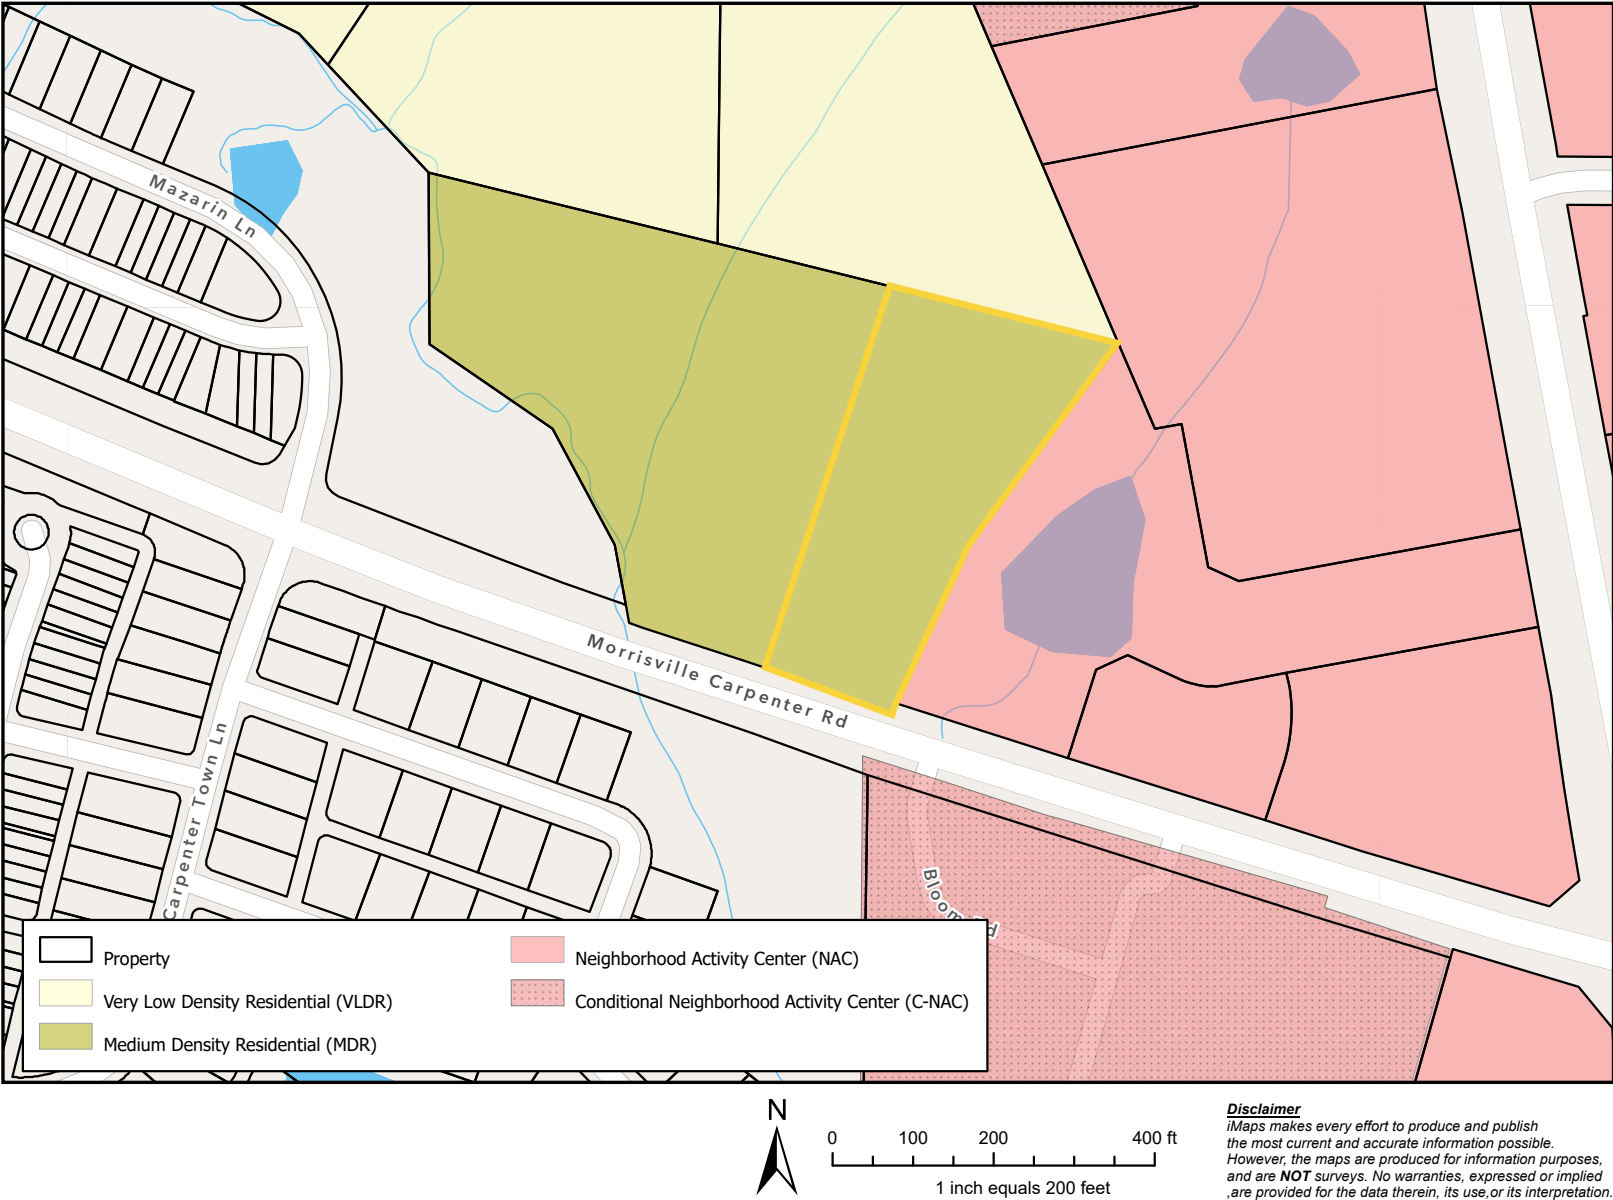 Mazarin Ln
Morrisville Carpenter Rd
Carpenter Town Ln
Property
Very Low Density Residential (VLDR)
Medium Density Residential (MDR)
Neighborhood Activity Center (NAC)
Conditional Neighborhood Activity Center (C-NAC)
N
0 100 200 400 ft
1 inch equals 200 feet
Disclaimer
iMaps makes every effort to produce and publish
the most current and accurate information possible.
However, the maps are produced for information purposes,
and are NOT surveys. No warranties, expressed or implied
,are provided for the data therein, its use,or its interpretation.